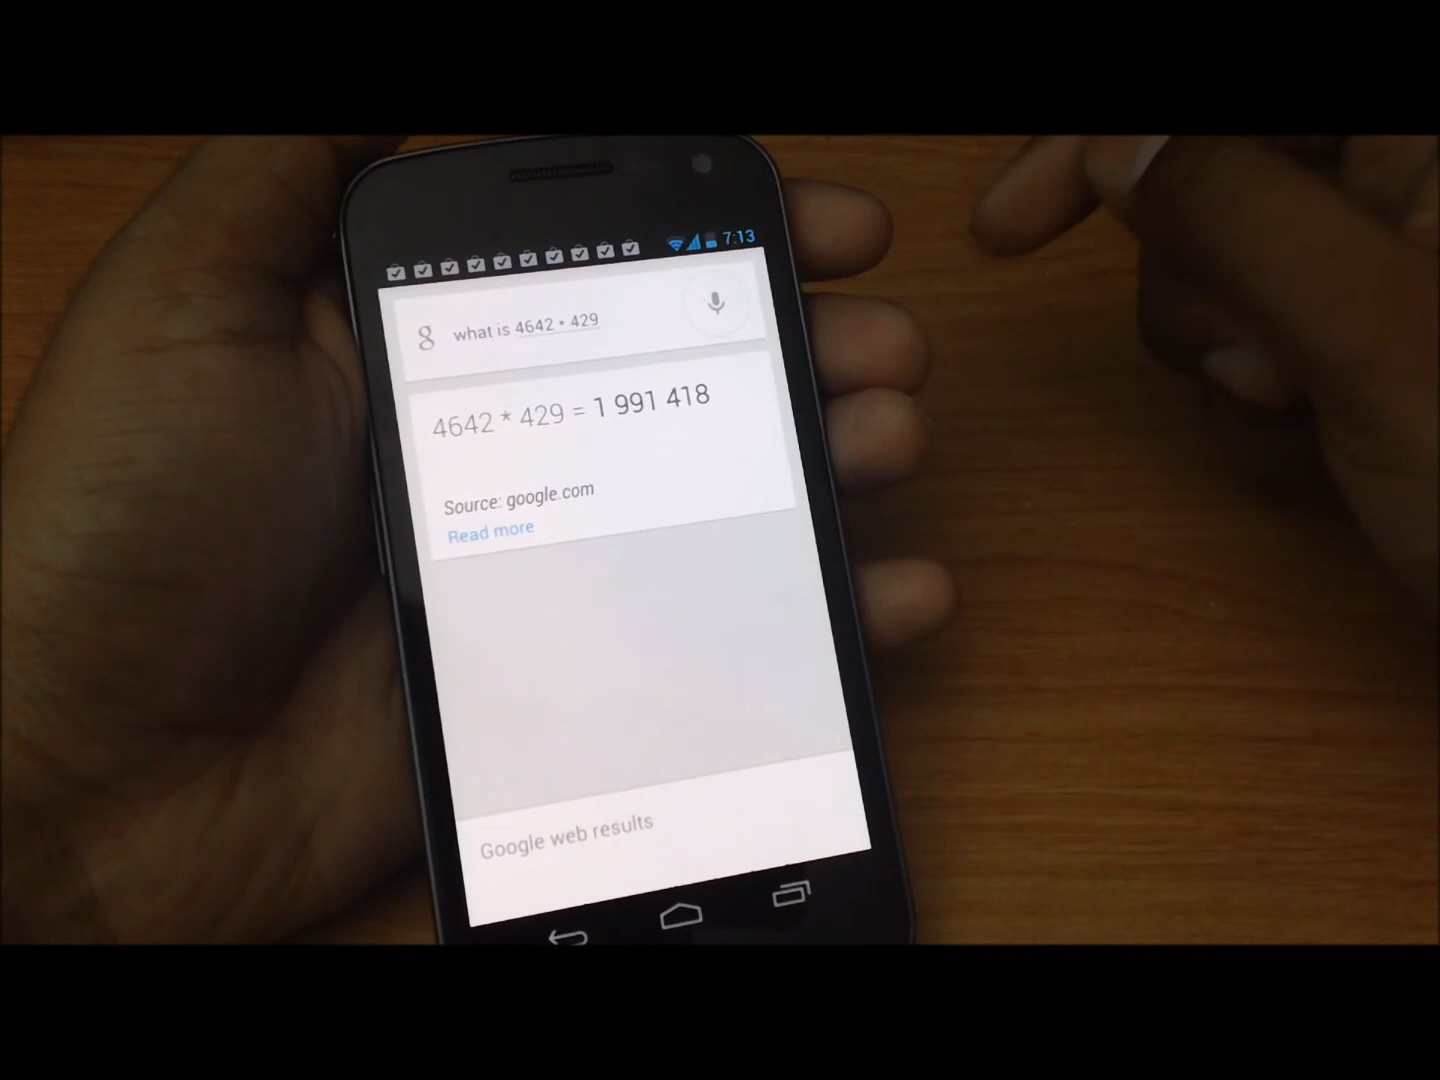 7:13
g what is 4642 * 429
4642 * 429 = 1 991 418
Source: google.com
Read more
Google web results